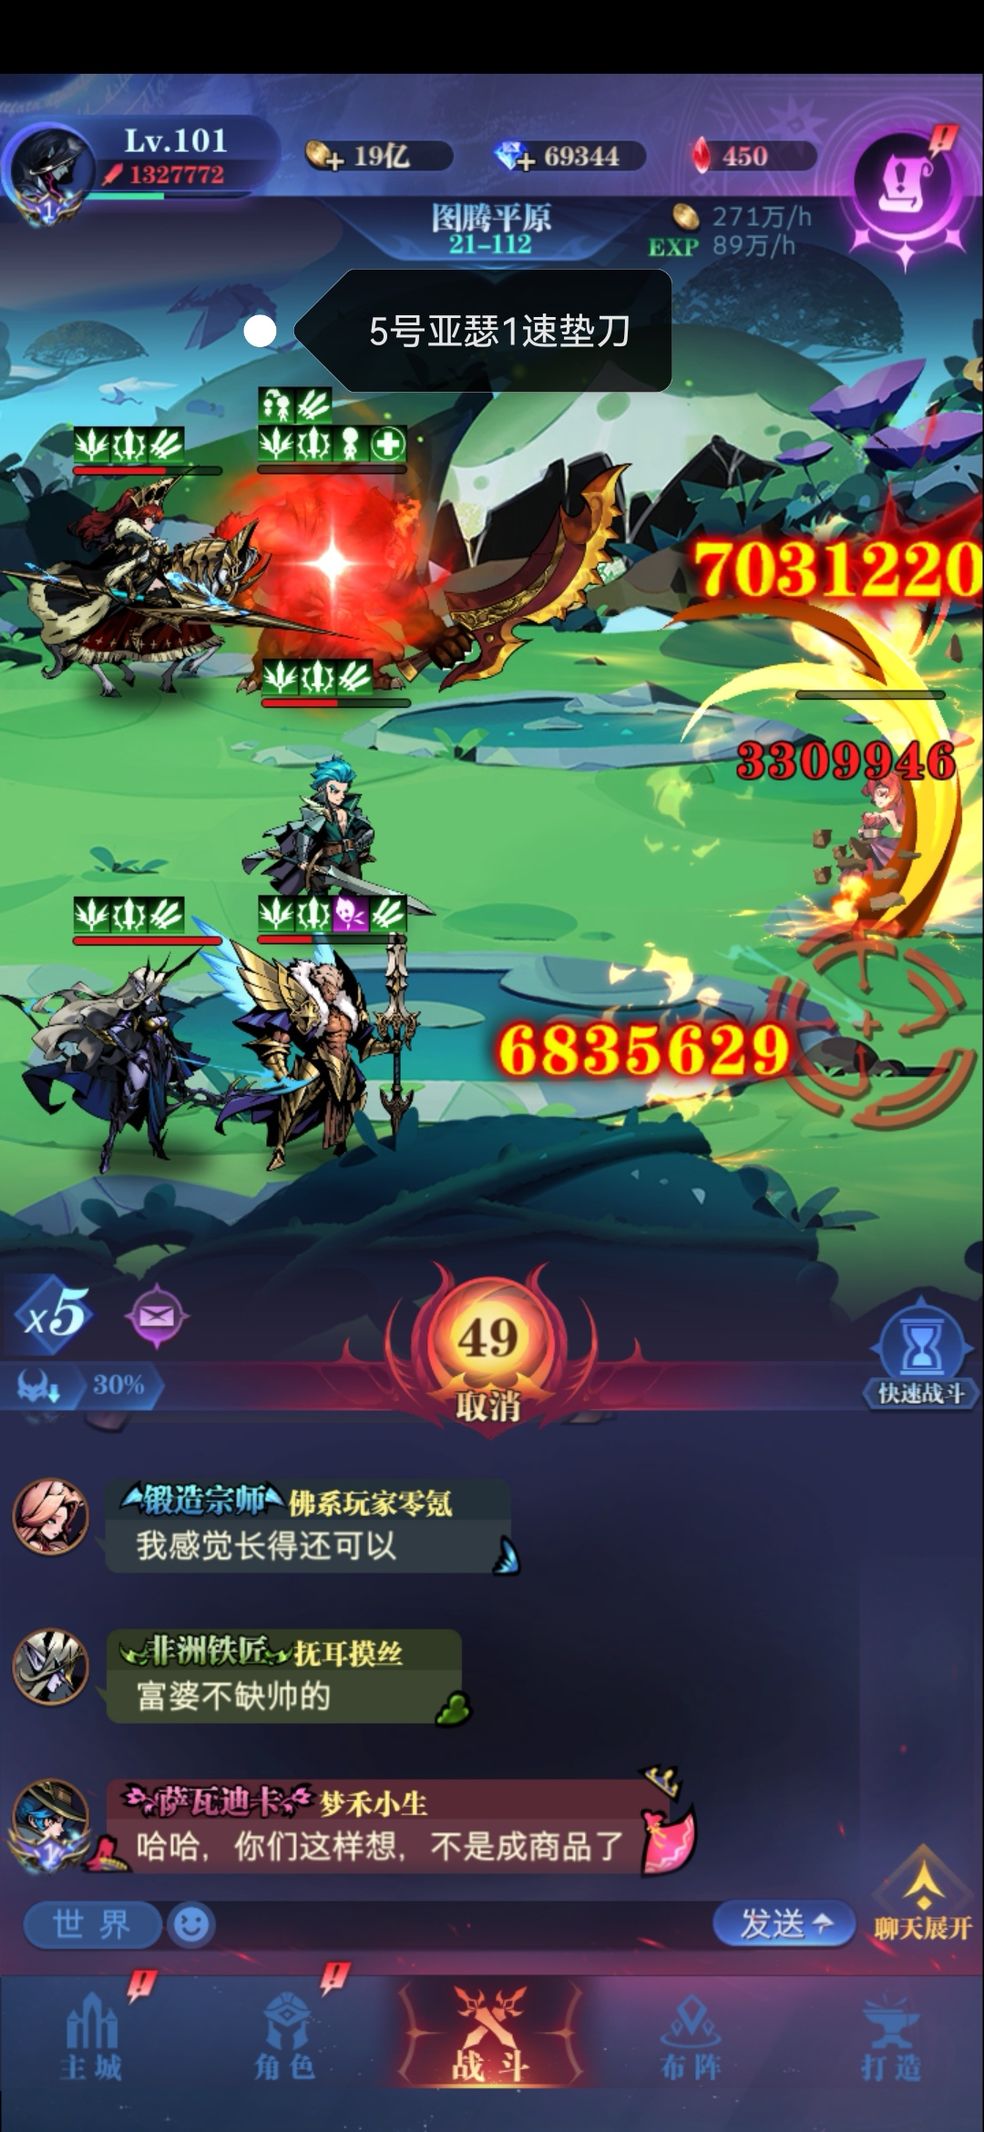 Lv.101
1327772
1
19亿
69344
450
图腾平原
21-112
271万/h
EXP 89万/h
5号亚瑟1速垫刀
7031220
3309946
6835629
x5
49
取消
30%
快速战斗
锻造宗师 佛系玩家零氪
我感觉长得还可以
非洲铁匠 抚耳摸丝
富婆不缺帅的
萨瓦迪卡 梦禾小生
哈哈，你们这样想，不是成商品了
1
世界
发送
聊天展开
主城
角色
战斗
布阵
打造